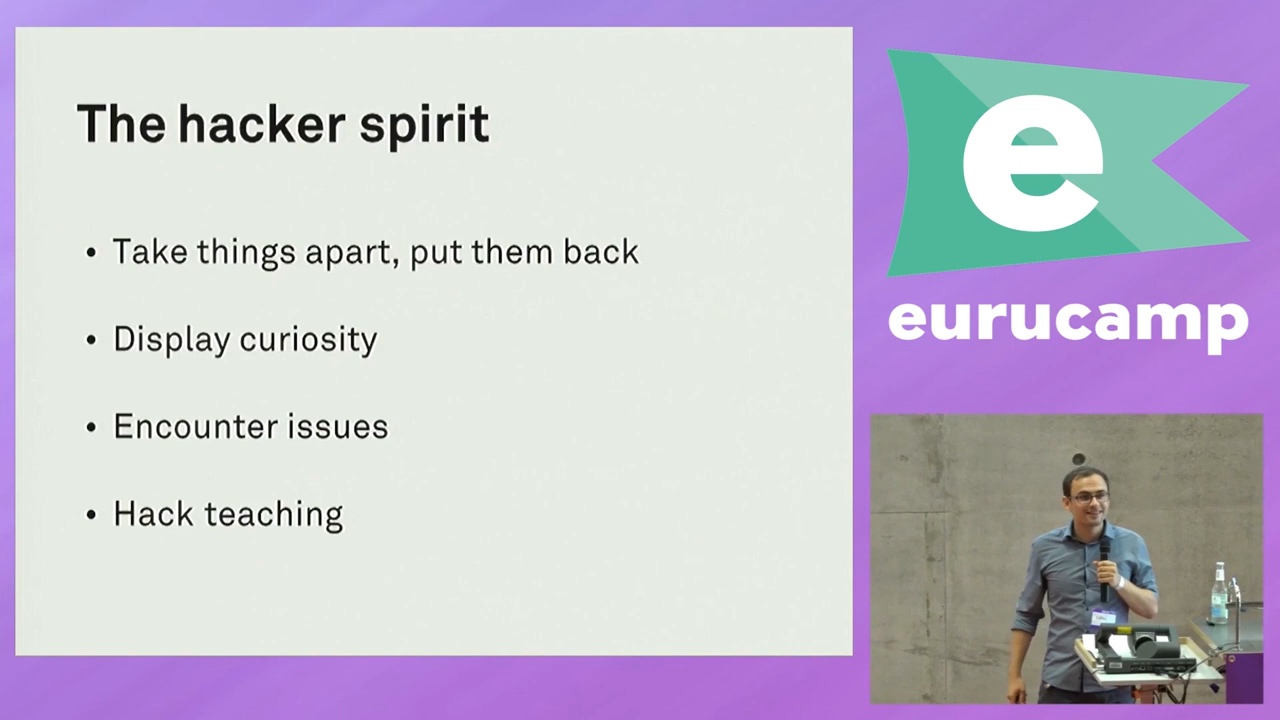 The hacker spirit
• Take things apart, put them back
• Display curiosity
• Encounter issues
• Hack teaching
e
eurucamp